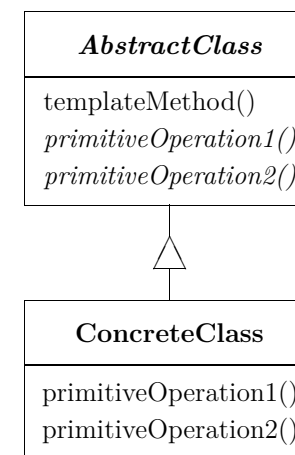 AbstractClass
templateMethod()
primitiveOperation1()
primitiveOperation2()
ConcreteClass
primitiveOperation1()
primitiveOperation2()